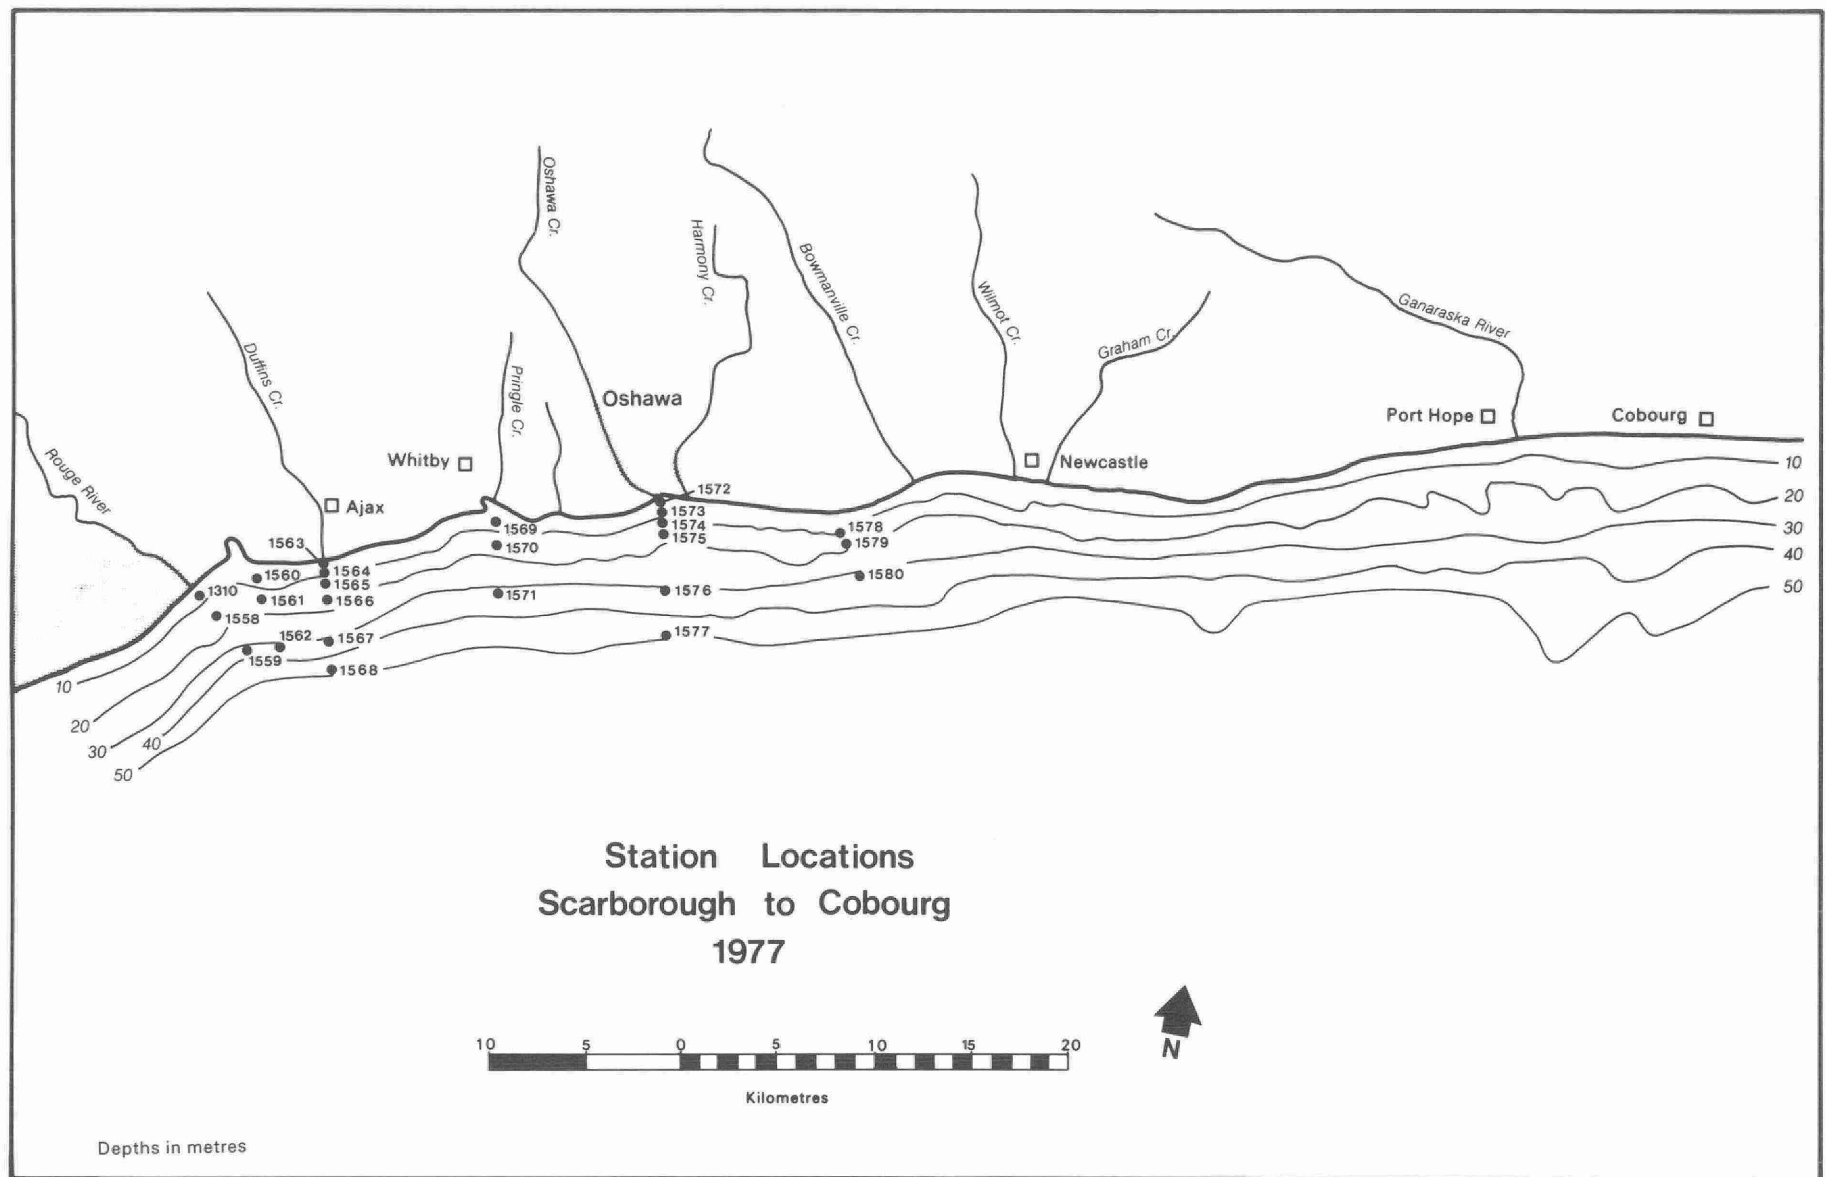 Oshawa Cr.
Harmony Cr.
Bowmanville Cr.
Wilmot Cr.
Graham Cr.
Ganaraska River
Duffins Cr.
Pringle Cr.
Rouge River
Oshawa
Whitby
Ajax
Newcastle
Port Hope
Cobourg
1572
1573
1574
1575
1576
1577
1578
1579
1580
1569
1570
1571
1563
1564
1565
1566
1567
1568
1560
1561
1562
1310
1558
1559
10
20
30
40
50
10
20
30
40
50
Station Locations
Scarborough to Cobourg
1977
10 5 0 5 10 15 20
Kilometres
N
Depths in metres